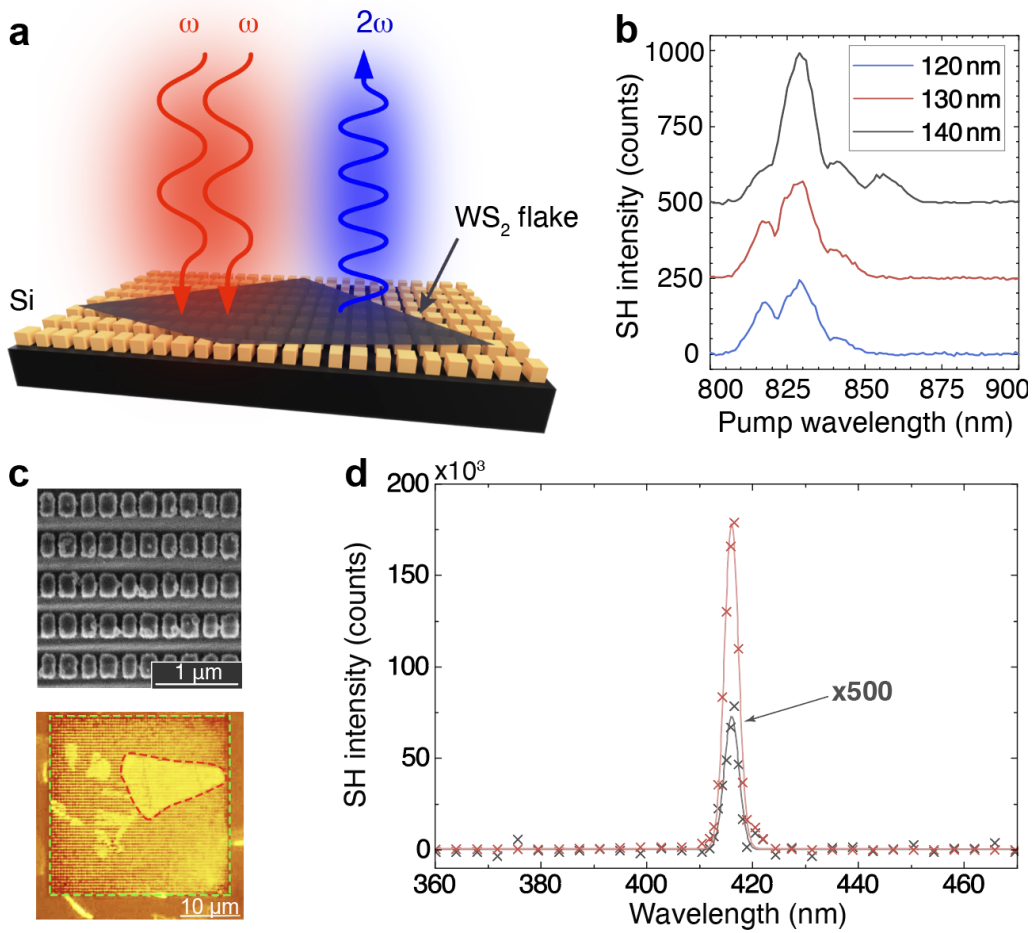 a
ω
ω
2ω
WS₂ flake
Si
b
SH intensity (counts)
1000
750
500
250
0
120 nm
130 nm
140 nm
800
825
850
875
900
Pump wavelength (nm)
c
1 µm
10 µm
d
x10³
SH intensity (counts)
200
150
100
50
0
x500
360
380
400
420
440
460
Wavelength (nm)